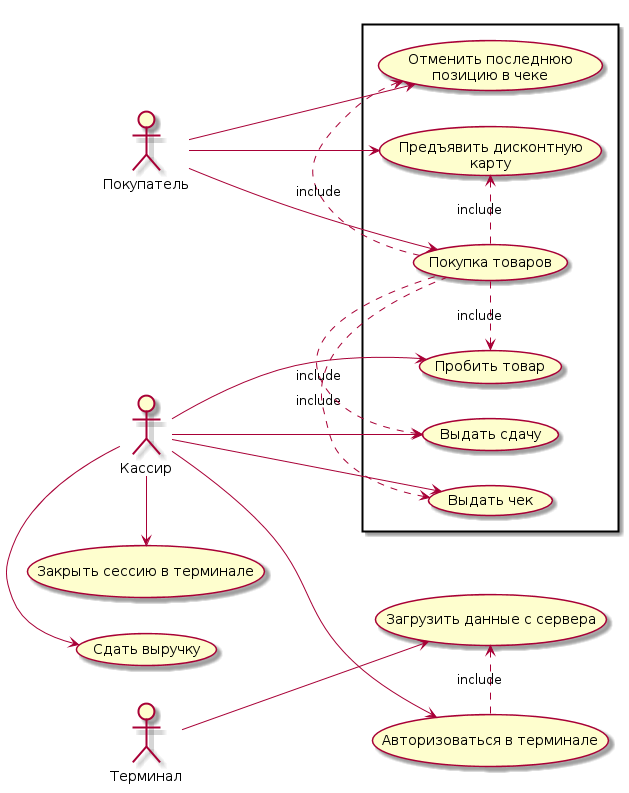 Отменить последнюю
позицию в чеке
Предъявить дисконтную
карту
Покупатель
include
include
Покупка товаров
include
Пробить товар
include
include
Выдать сдачу
Кассир
Выдать чек
Закрыть сессию в терминале
Загрузить данные с сервера
Сдать выручку
include
Авторизоваться в терминале
Терминал